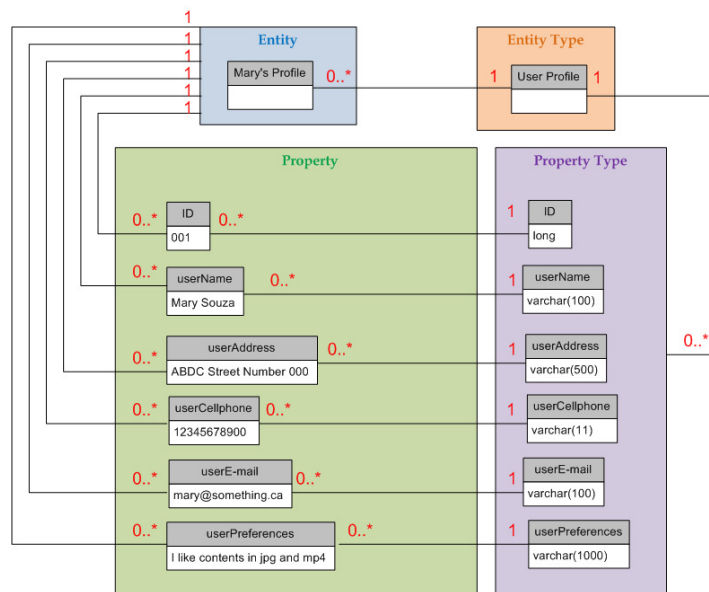 1
1
1
1
1
1
Entity
Mary's Profile
0..*
Entity Type
1
User Profile
1
Property
Property Type
0..*
ID
0..*
001
1
ID
long
0..*
userName
0..*
Mary Souza
1
userName
varchar(100)
0..*
userAddress
0..*
ABDC Street Number 000
1
userAddress
varchar(500)
0..*
0..*
userCellphone
0..*
12345678900
1
userCellphone
varchar(11)
0..*
userE-mail
0..*
mary@something.ca
1
userE-mail
varchar(100)
0..*
userPreferences
0..*
I like contents in jpg and mp4
1
userPreferences
varchar(1000)